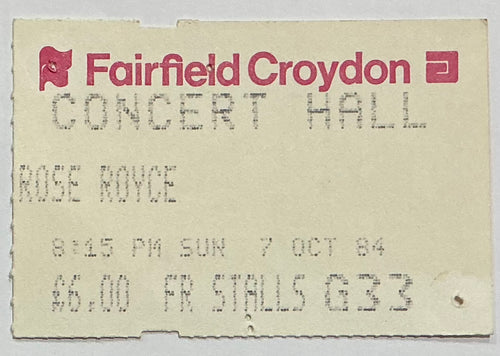 Fairfield Croydon
CONCERT HALL
ROSE ROYCE
8:15 PM SUN 7 OCT 84
£6.00 FR STALLS G33